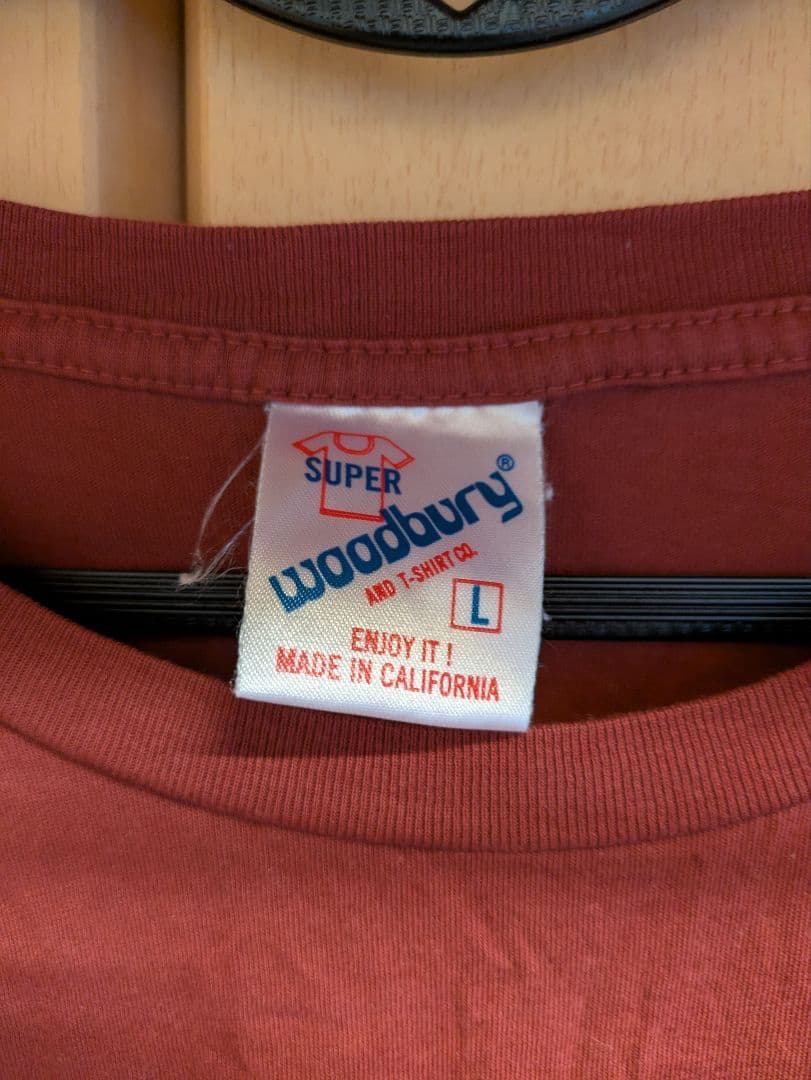 SUPER
woodbury®
AND T-SHIRT CO.
L
ENJOY IT !
MADE IN CALIFORNIA